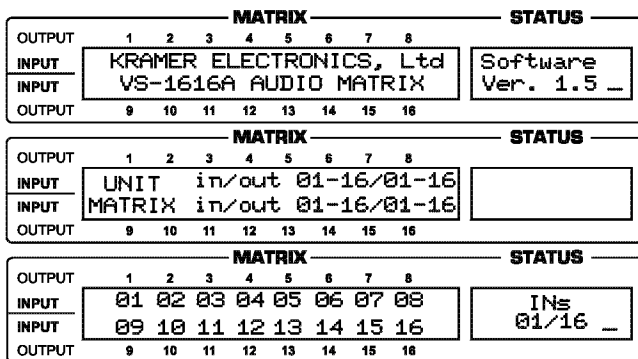 MATRIX STATUS
OUTPUT 1 2 3 4 5 6 7 8
INPUT KRAMER ELECTRONICS, Ltd Software
INPUT VS-1616A AUDIO MATRIX Ver. 1.5 _
OUTPUT 9 10 11 12 13 14 15 16
MATRIX STATUS
OUTPUT 1 2 3 4 5 6 7 8
INPUT UNIT in/out 01-16/01-16
INPUT MATRIX in/out 01-16/01-16
OUTPUT 9 10 11 12 13 14 15 16
MATRIX STATUS
OUTPUT 1 2 3 4 5 6 7 8
INPUT 01 02 03 04 05 06 07 08 INs
INPUT 09 10 11 12 13 14 15 16 01/16 _
OUTPUT 9 10 11 12 13 14 15 16